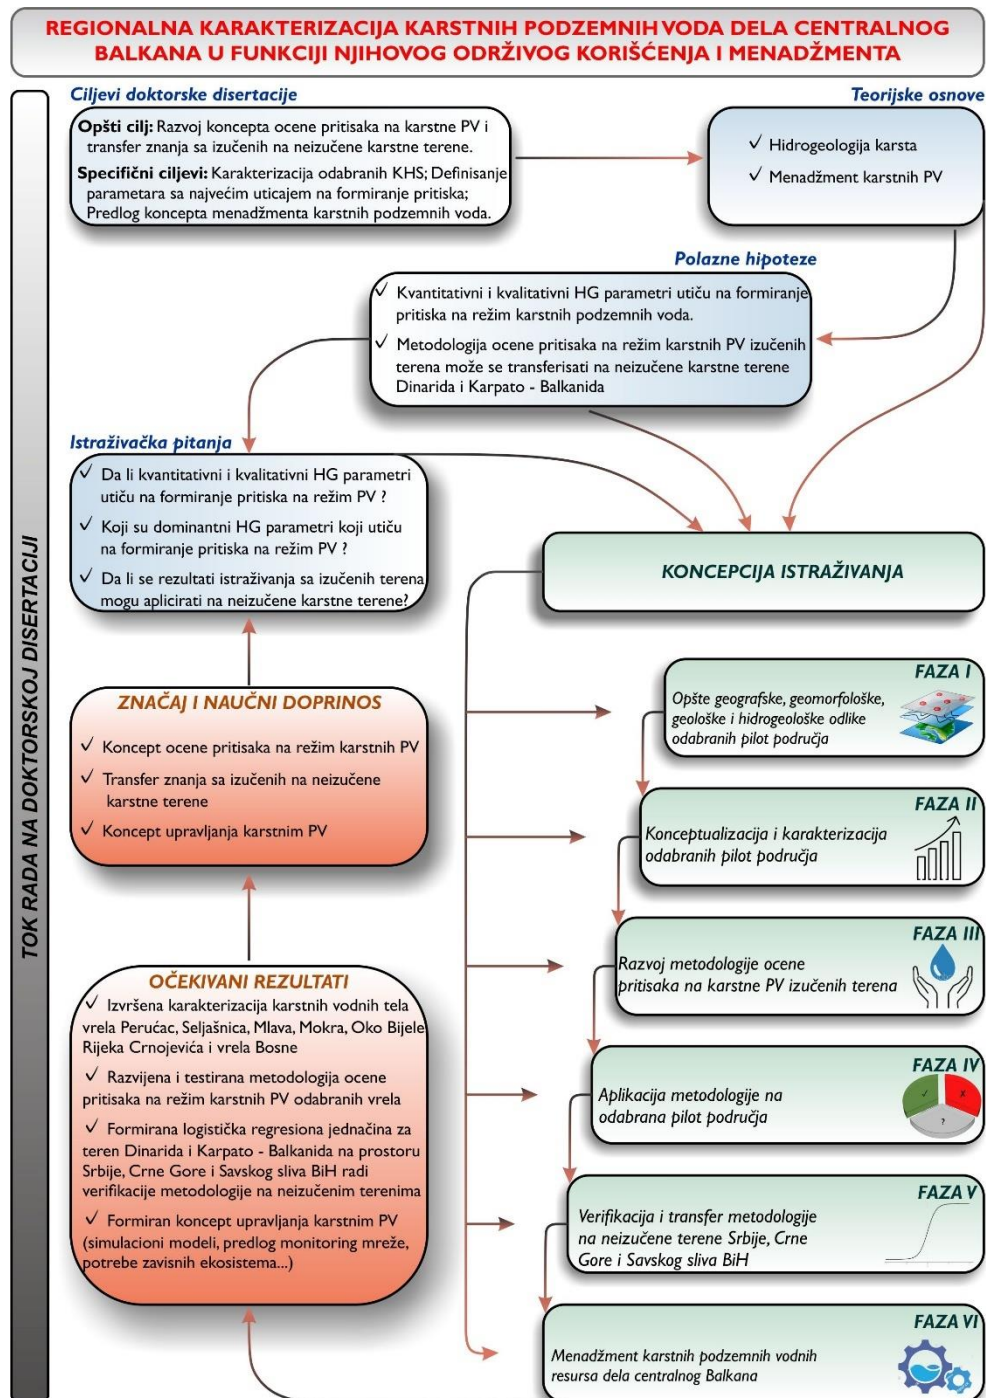 REGIONALNA KARAKTERIZACIJA KARSTNIH PODZEMNIH VODA DELA CENTRALNOG
BALKANA U FUNKCIJI NJIHOVOG ODRŽIVOG KORIŠĆENJA I MENADŽMENTA
TOK RADA NA DOKTORSKOJ DISERTACIJI
Ciljevi doktorske disertacije
Opšti cilj: Razvoj koncepta ocene pritisaka na karstne PV i
transfer znanja sa izučenih na neizučene karstne terene.
Specifični ciljevi: Karakterizacija odabranih KHS; Definisanje
parametara sa najvećim uticajem na formiranje pritiska;
Predlog koncepta menadžmenta karstnih podzemnih voda.
Teorijske osnove
✓ Hidrogeologija karsta
✓ Menadžment karstnih PV
Polazne hipoteze
✓ Kvantitativni i kvalitativni HG parametri utiču na formiranje
pritiska na režim karstnih podzemnih voda.
✓ Metodologija ocene pritisaka na režim karstnih PV izučenih
terena može se transferisati na neizučene karstne terene
Dinarida i Karpato - Balkanida
Istraživačka pitanja
✓ Da li kvantitativni i kvalitativni HG parametri
utiču na formiranje pritiska na režim PV ?
✓ Koji su dominantni HG parametri koji utiču
na formiranje pritiska na režim PV ?
✓ Da li se rezultati istraživanja sa izučenih terena
mogu aplicirati na neizučene karstne terene?
KONCEPCIJA ISTRAŽIVANJA
ZNAČAJ I NAUČNI DOPRINOS
✓ Koncept ocene pritisaka na režim karstnih PV
✓ Transfer znanja sa izučenih na neizučene
karstne terene
✓ Koncept upravljanja karstnim PV
OČEKIVANI REZULTATI
✓ Izvršena karakterizacija karstnih vodnih tela
vrela Perućac, Seljašnica, Mlava, Mokra, Oko Bijele
Rijeka Crnojevića i vrela Bosne
✓ Razvijena i testirana metodologija ocene
pritisaka na režim karstnih PV odabranih vrela
✓ Formirana logistička regresiona jednačina za
teren Dinarida i Karpato - Balkanida na prostoru
Srbije, Crne Gore i Savskog sliva BiH radi
verifikacije metodologije na neizučenim terenima
✓ Formiran koncept upravljanja karstnim PV
(simulacioni modeli, predlog monitoring mreže,
potrebe zavisnih ekosistema...)
FAZA I
Opšte geografske, geomorfološke,
geološke i hidrogeološke odlike
odabranih pilot područja
FAZA II
Konceptualizacija i karakterizacija
odabranih pilot područja
FAZA III
Razvoj metodologije ocene
pritisaka na karstne PV izučenih terena
FAZA IV
Aplikacija metodologije na
odabrana pilot područja
✓
X
?
FAZA V
Verifikacija i transfer metodologije
na neizučene terene Srbije, Crne
Gore i Savskog sliva BiH
FAZA VI
Menadžment karstnih podzemnih vodnih
resursa dela centralnog Balkana